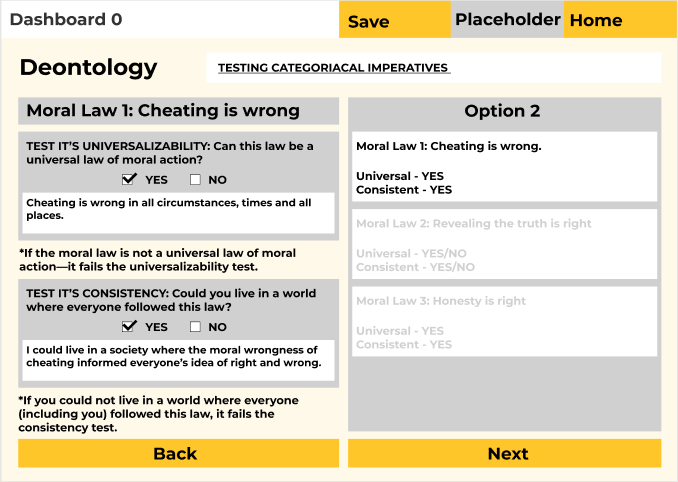 Dashboard 0
Save
Placeholder
Home
Deontology
TESTING CATEGORIACAL IMPERATIVES
Moral Law 1: Cheating is wrong
TEST IT'S UNIVERSALIZABILITY: Can this law be a
universal law of moral action?
YES
NO
Cheating is wrong in all circumstances, times and all
places.
*If the moral law is not a universal law of moral
action—it fails the universalizability test.
TEST IT'S CONSISTENCY: Could you live in a world
where everyone followed this law?
YES
NO
I could live in a society where the moral wrongness of
cheating informed everyone's idea of right and wrong.
*If you could not live in a world where everyone
(including you) followed this law, it fails the
consistency test.
Option 2
Moral Law 1: Cheating is wrong.
Universal - YES
Consistent - YES
Moral Law 2: Revealing the truth is right
Universal - YES/NO
Consistent - YES/NO
Moral Law 3: Honesty is right
Universal - YES
Consistent - YES
Back
Next